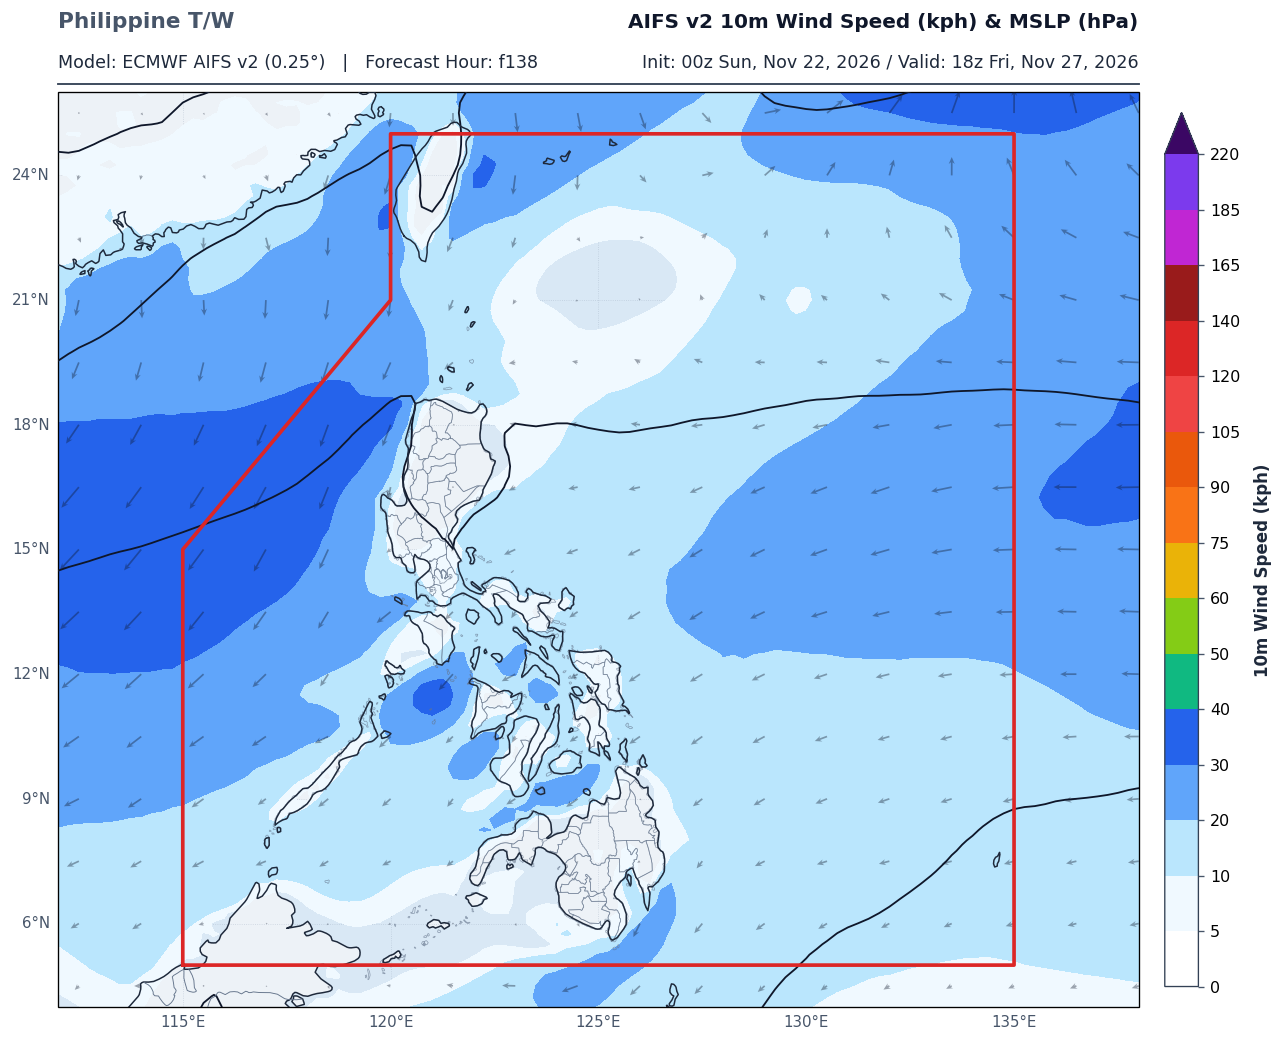 Philippine T/W
AIFS v2 10m Wind Speed (kph) & MSLP (hPa)
Model: ECMWF AIFS v2 (0.25°) | Forecast Hour: f138
Init: 00z Sun, Nov 22, 2026 / Valid: 18z Fri, Nov 27, 2026
24°N
21°N
18°N
15°N
12°N
9°N
6°N
115°E
120°E
125°E
130°E
135°E
220
185
165
140
120
105
90
75
60
50
40
30
20
10
5
0
10m Wind Speed (kph)